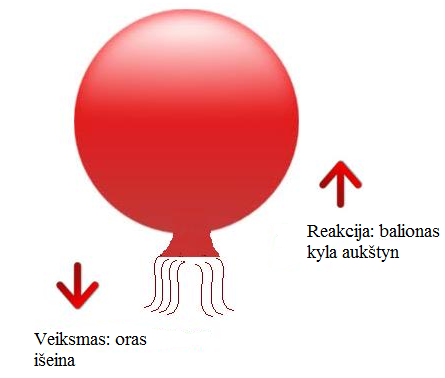 Reakcija: balionas
kyla aukštyn
Veiksmas: oras
išeina